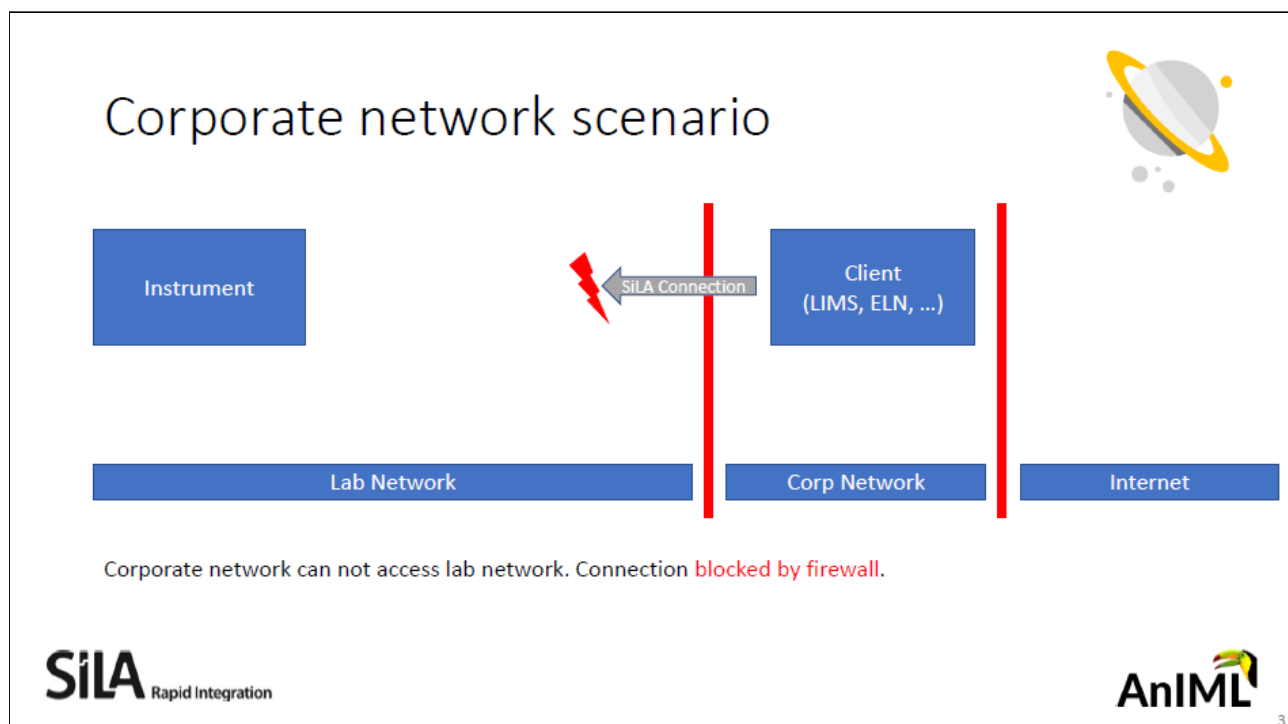 Corporate network scenario
Instrument
SiLA Connection
Client
(LIMS, ELN, ...)
Lab Network
Corp Network
Internet
Corporate network can not access lab network. Connection blocked by firewall.
SiLA Rapid Integration
AnIML
3